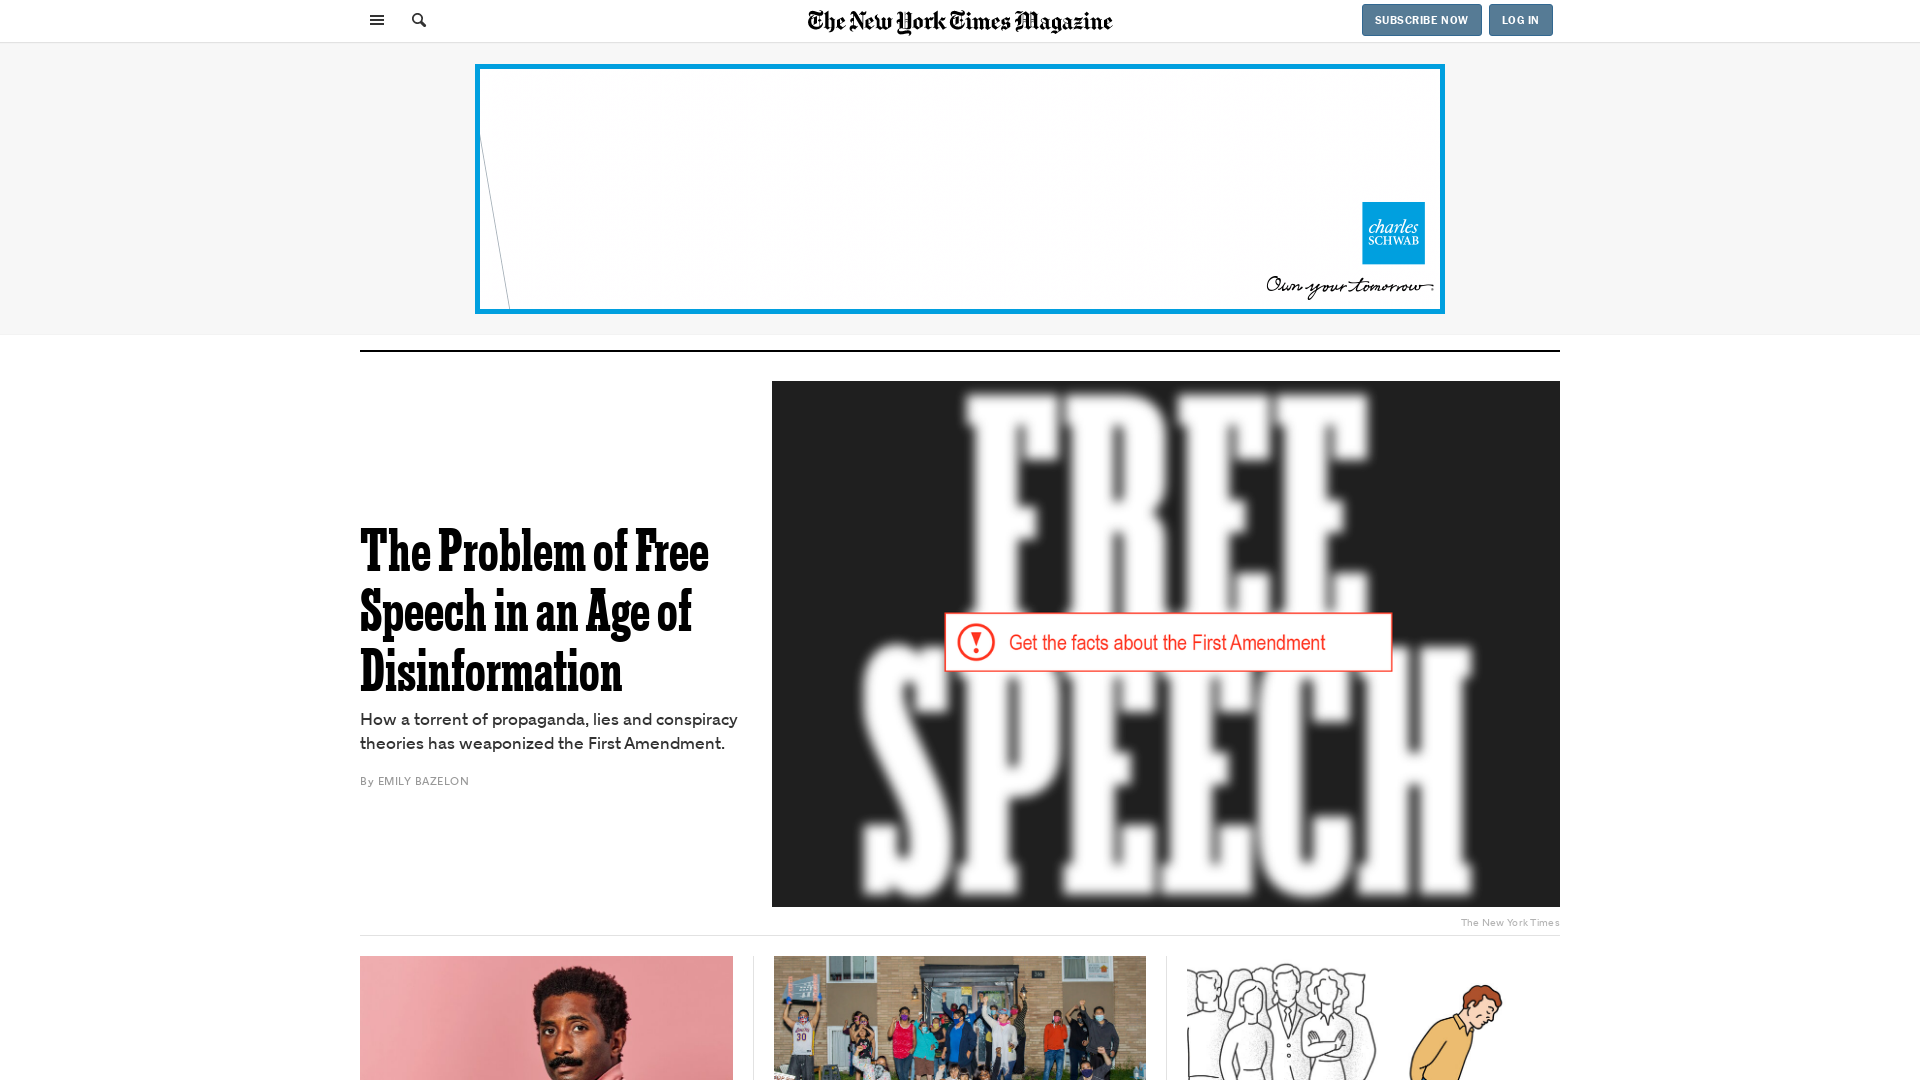 The New York Times Magazine
SUBSCRIBE NOW
LOG IN
charles
SCHWAB
Own your tomorrow.
FREE
Get the facts about the First Amendment
SPEECH
The Problem of Free
Speech in an Age of
Disinformation
How a torrent of propaganda, lies and conspiracy
theories has weaponized the First Amendment.
By EMILY BAZELON
The New York Times
30